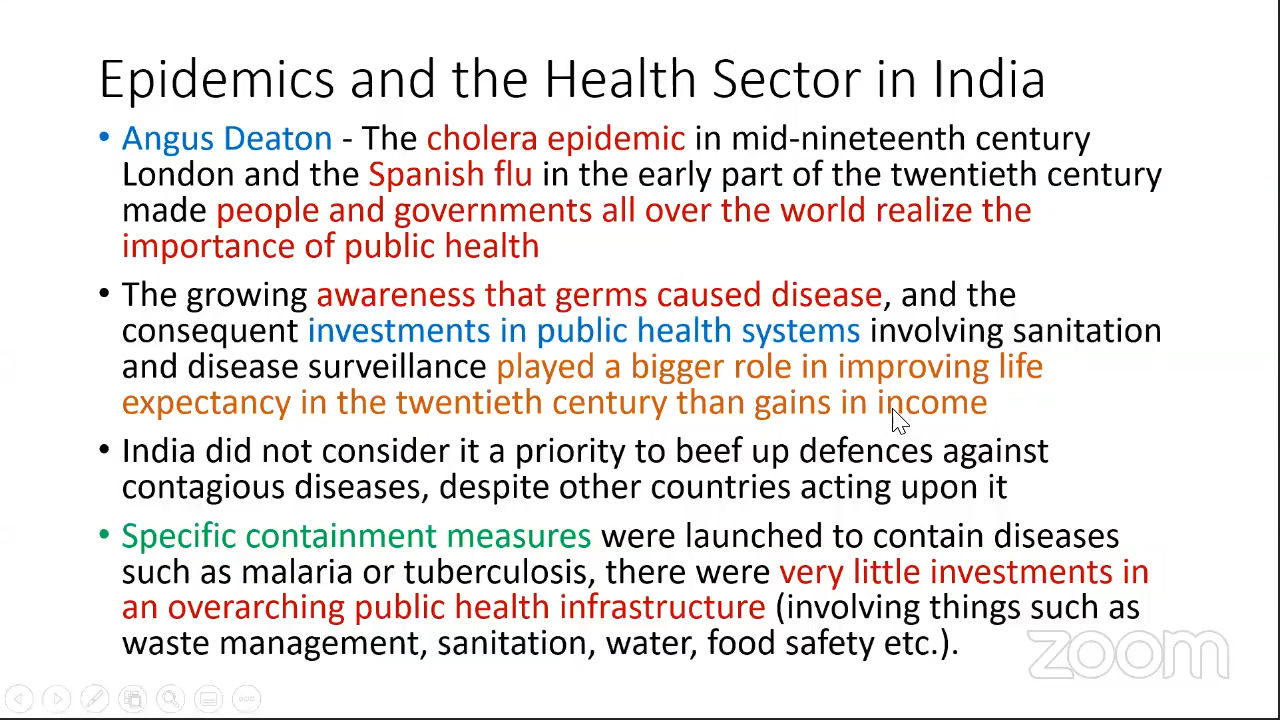 Epidemics and the Health Sector in India
• Angus Deaton - The cholera epidemic in mid-nineteenth century
London and the Spanish flu in the early part of the twentieth century
made people and governments all over the world realize the
importance of public health
• The growing awareness that germs caused disease, and the
consequent investments in public health systems involving sanitation
and disease surveillance played a bigger role in improving life
expectancy in the twentieth century than gains in income
• India did not consider it a priority to beef up defences against
contagious diseases, despite other countries acting upon it
• Specific containment measures were launched to contain diseases
such as malaria or tuberculosis, there were very little investments in
an overarching public health infrastructure (involving things such as
waste management, sanitation, water, food safety etc.).
zoom